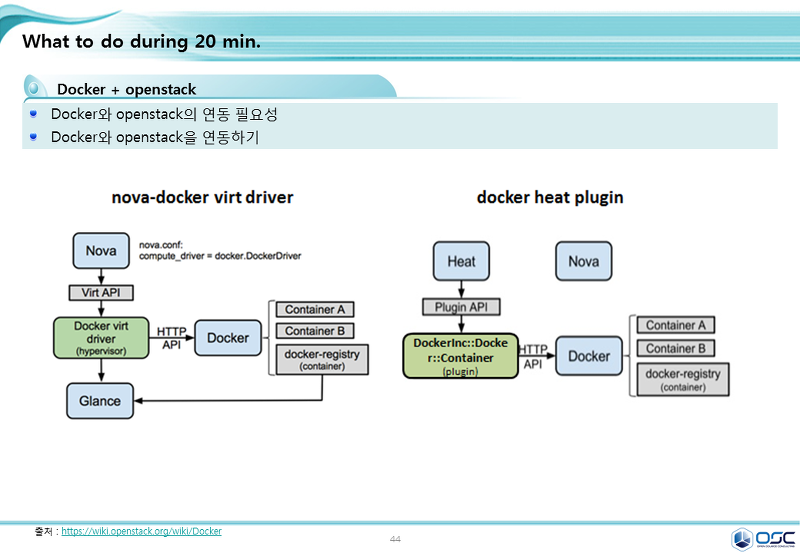 What to do during 20 min.
Docker + openstack
Docker와 openstack의 연동 필요성
Docker와 openstack을 연동하기
nova-docker virt driver
Nova
nova.conf:
compute_driver = docker.DockerDriver
Virt API
Docker virt
driver
(hypervisor)
HTTP
API
Docker
Container A
Container B
docker-registry
(container)
Glance
docker heat plugin
Heat
Nova
Plugin API
DockerInc::Docke
r::Container
(plugin)
HTTP
API
Docker
Container A
Container B
docker-registry
(container)
출처 : https://wiki.openstack.org/wiki/Docker
44
OSC
OPEN SOURCE CONSULTING